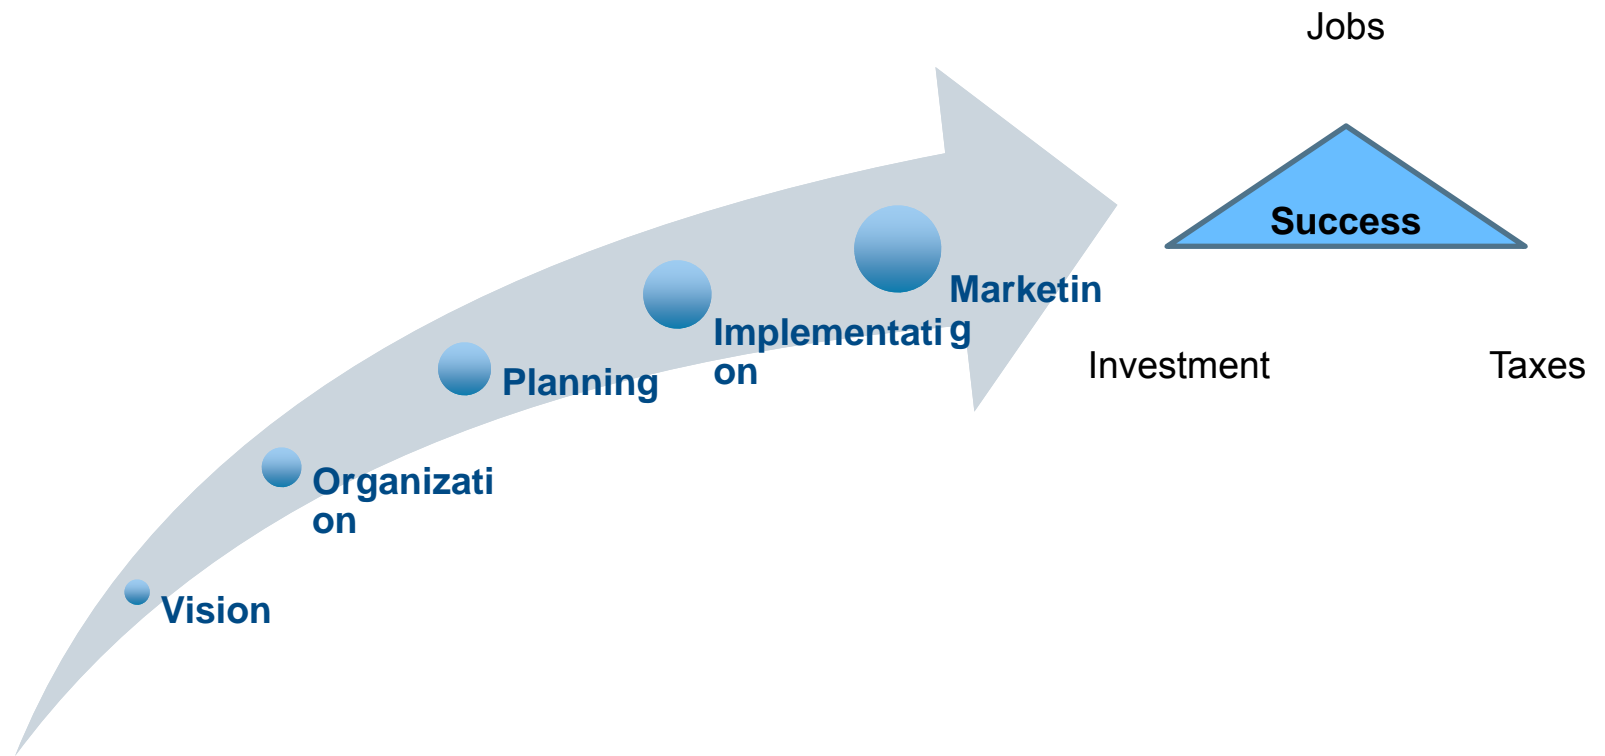 Jobs
Success
Marketin
g
Implementati
on
Investment
Taxes
Planning
Organizati
on
Vision